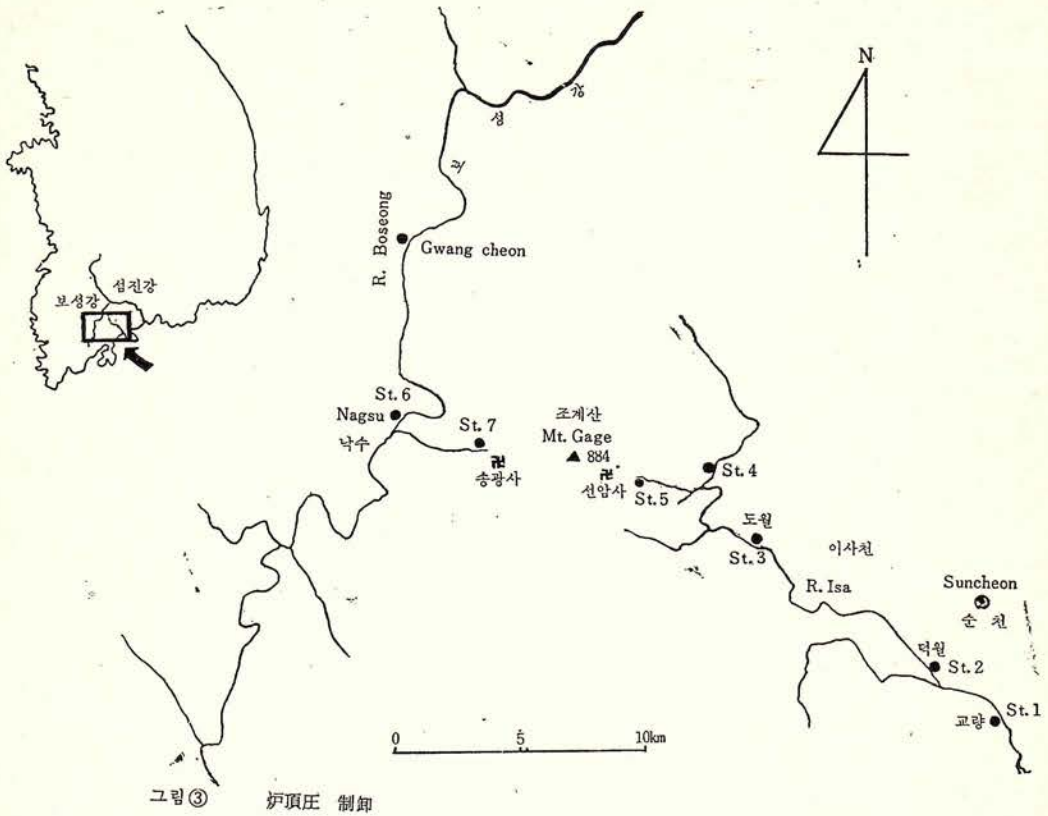 N
강
성
R. Boseong
Gwang cheon
섬진강
보성강
St. 6
Nagsu
낙수
St. 7
송광사
조계산
Mt. Gage
884
선암사
St. 5
St. 4
도월
St. 3
이사천
R. Isa
Suncheon
순 천
덕월
St. 2
St. 1
교량
0 5 10km
그림③ 炉頂圧 制卸